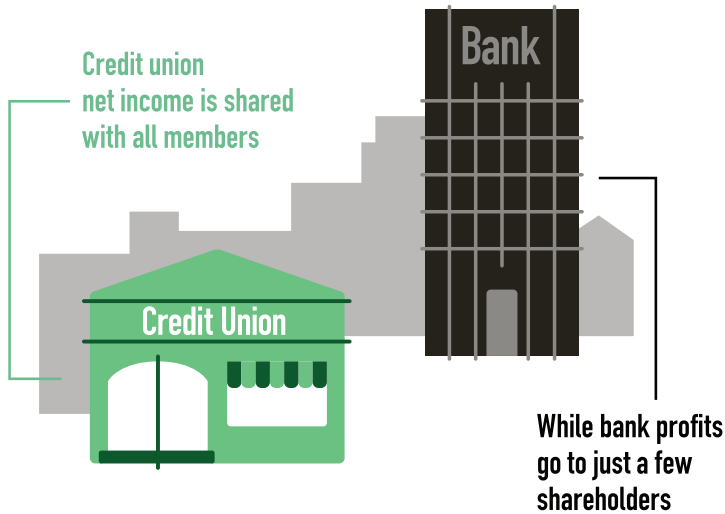 Credit union
net income is shared
with all members
Bank
Credit Union
While bank profits
go to just a few
shareholders